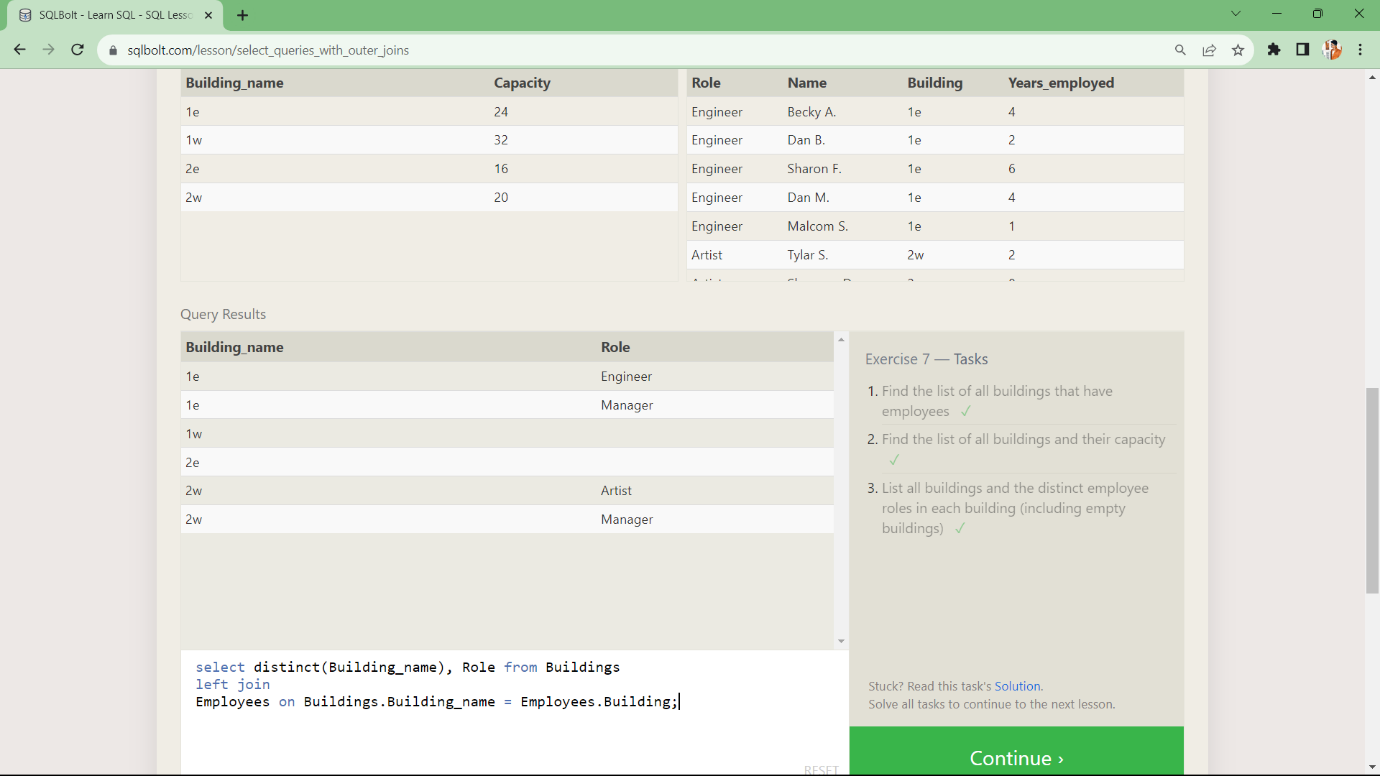 SQLBolt - Learn SQL - SQL Lesso
sqlbolt.com/lesson/select_queries_with_outer_joins
Building_name Capacity
1e 24
1w 32
2e 16
2w 20
Role Name Building Years_employed
Engineer Becky A. 1e 4
Engineer Dan B. 1e 2
Engineer Sharon F. 1e 6
Engineer Dan M. 1e 4
Engineer Malcom S. 1e 1
Artist Tylar S. 2w 2
Query Results
Building_name Role
1e Engineer
1e Manager
1w
2e
2w Artist
2w Manager
Exercise 7 — Tasks
1. Find the list of all buildings that have
employees ✓
2. Find the list of all buildings and their capacity
✓
3. List all buildings and the distinct employee
roles in each building (including empty
buildings) ✓
select distinct(Building_name), Role from Buildings
left join
Employees on Buildings.Building_name = Employees.Building;
RESET
Stuck? Read this task's Solution.
Solve all tasks to continue to the next lesson.
Continue ›